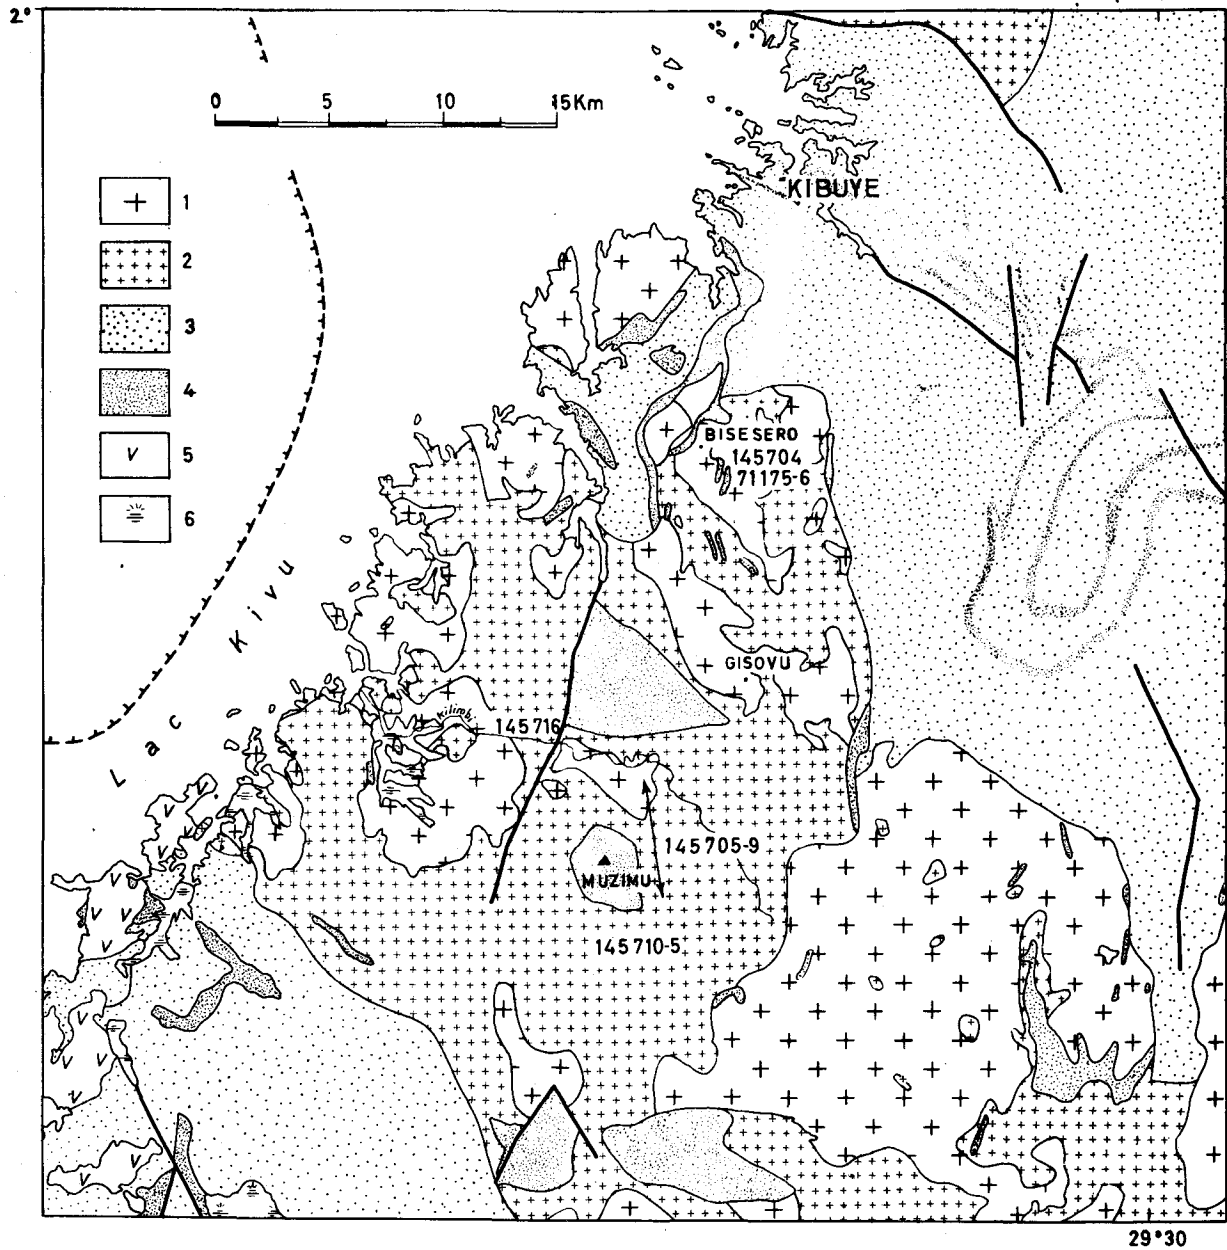 2°
0 5 10 15Km
1
2
3
4
5
6
KIBUYE
BISESERO
145704
71175-6
Lac Kivu
GISOVU
Kilimbi
145716
145705-9
MUZIMU
145710-5
29°30